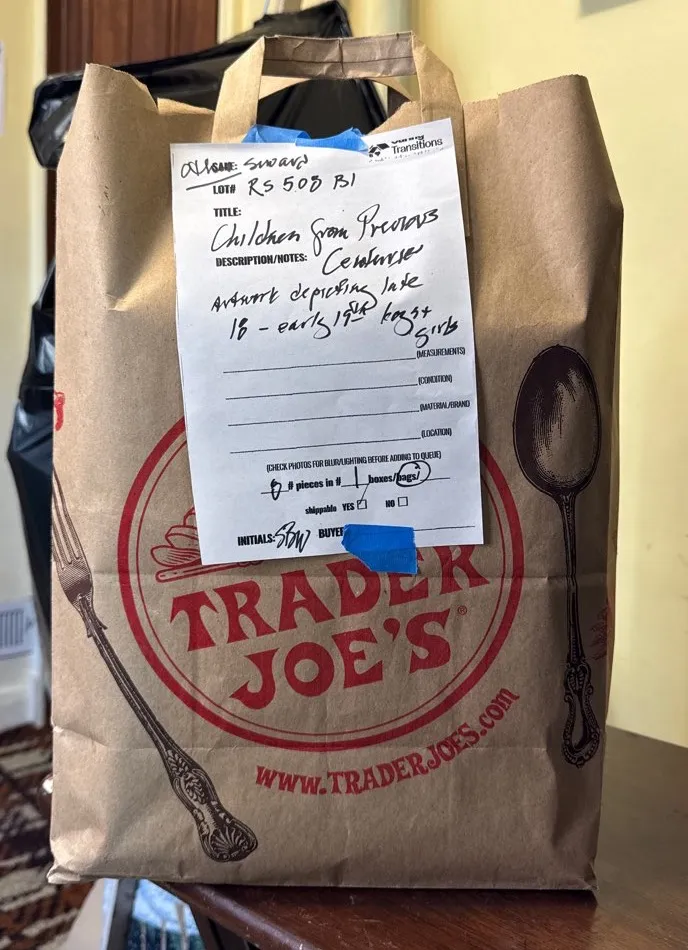 Transitions
SALE: Sward
LOT# RS 508 B1
TITLE:
Children from Previous
DESCRIPTION/NOTES: Centuries
Artwork depicting late
18 - early 19th boys +
girls
(MEASUREMENTS)
(CONDITION)
(MATERIAL/BRAND
(LOCATION)
(CHECK PHOTOS FOR BLUR/LIGHTING BEFORE ADDING TO QUEUE)
8 # pieces in # 1 boxes/bags/
shippable YES NO
INITIALS: SBW BUYER
TRADER
JOE'S®
WWW.TRADERJOES.com